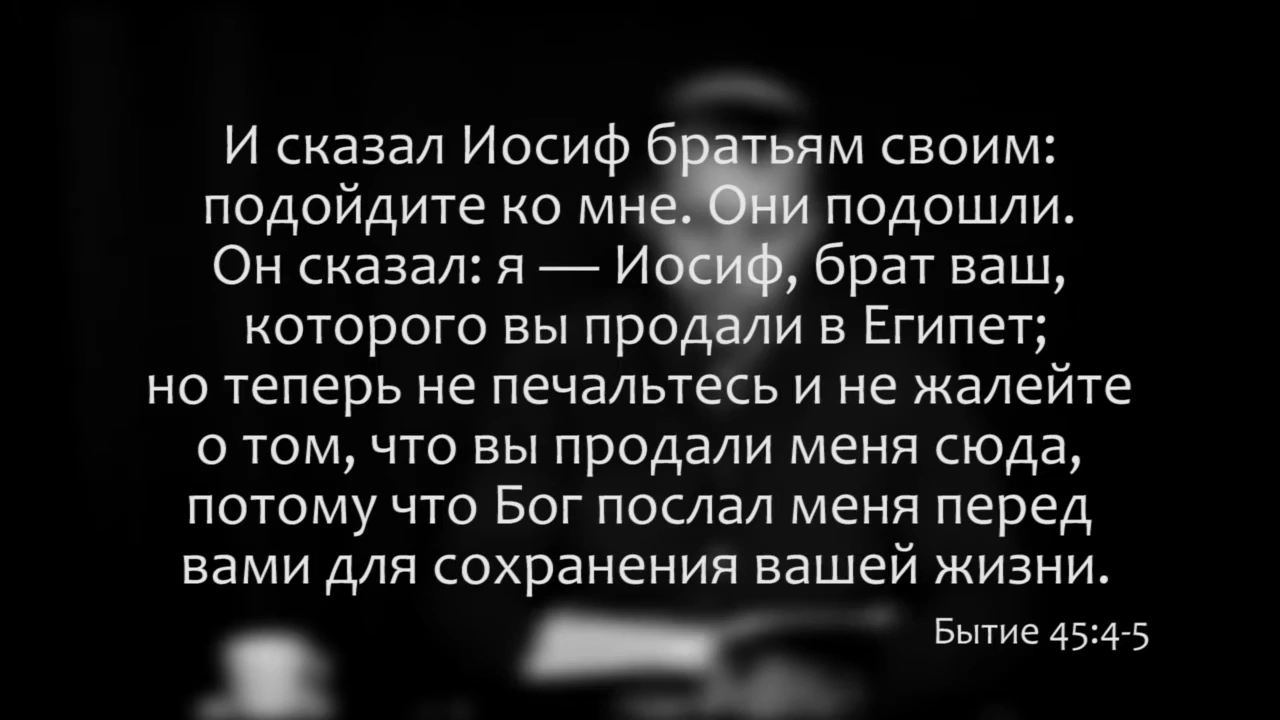 И сказал Иосиф братьям своим:
подойдите ко мне. Они подошли.
Он сказал: я — Иосиф, брат ваш,
которого вы продали в Египет;
но теперь не печальтесь и не жалейте
о том, что вы продали меня сюда,
потому что Бог послал меня перед
вами для сохранения вашей жизни.
Бытие 45:4-5